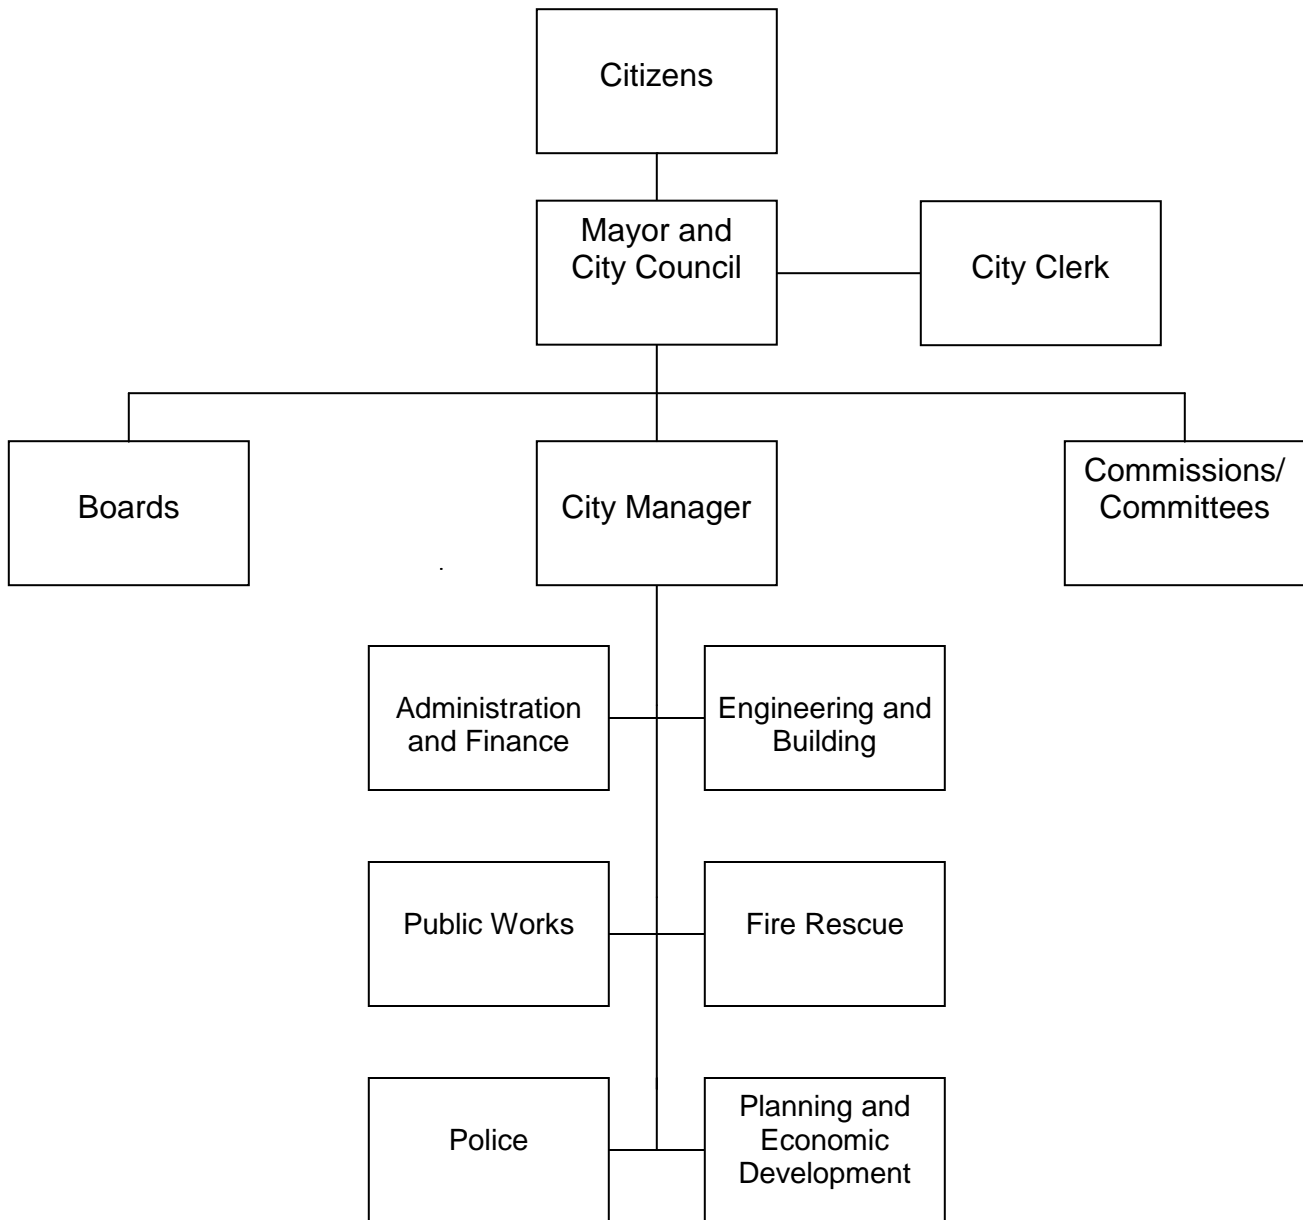 Citizens
Mayor and
City Council
City Clerk
Boards
City Manager
Commissions/
Committees
Administration
and Finance
Engineering and
Building
Public Works
Fire Rescue
Police
Planning and
Economic
Development